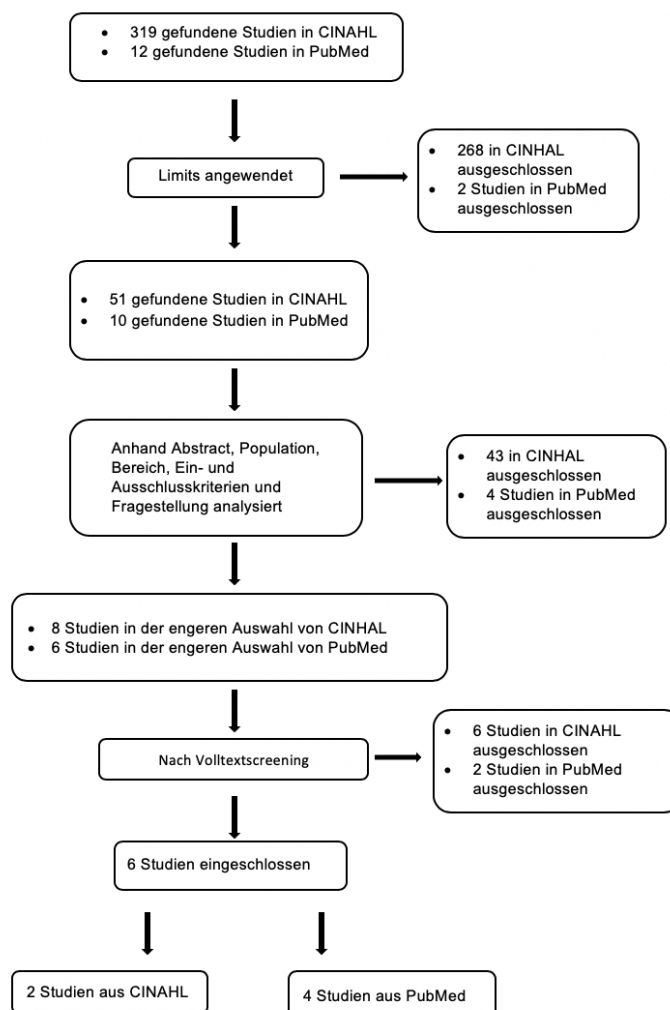 • 319 gefundene Studien in CINAHL
• 12 gefundene Studien in PubMed
Limits angewendet
• 268 in CINHAL
ausgeschlossen
• 2 Studien in PubMed
ausgeschlossen
• 51 gefundene Studien in CINAHL
• 10 gefundene Studien in PubMed
Anhand Abstract, Population,
Bereich, Ein- und
Ausschlusskriterien und
Fragestellung analysiert
• 43 in CINHAL
ausgeschlossen
• 4 Studien in PubMed
ausgeschlossen
• 8 Studien in der engeren Auswahl von CINHAL
• 6 Studien in der engeren Auswahl von PubMed
Nach Volltextscreening
• 6 Studien in CINAHL
ausgeschlossen
• 2 Studien in PubMed
ausgeschlossen
6 Studien eingeschlossen
2 Studien aus CINAHL
4 Studien aus PubMed